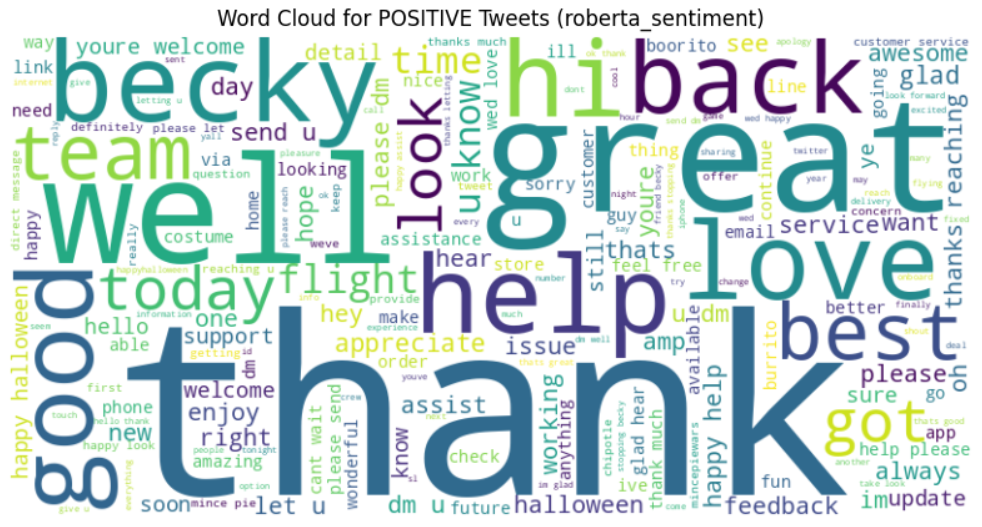 Word Cloud for POSITIVE Tweets (roberta_sentiment)
way
youre welcome
detail
time
thanks much
ill
ok thank
boorito
see
customer service
awesome
link
sent
becky
day
dm
nice
wed love
hi
back
line
going
glad
internet
give
need
letting u
call
look
thanks letting
cool
dont
game
look forward
excited
definitely
please let
send u
please
u know
hour
send dm
wed happy
team
reply
yall
pleasure
happy assist
work
great
customer
thing
sharing
twitter
many
ye
via
question
looking
tweet
sorry
youre
offer
year
may
flying
thanks reaching
direct message
well
home
hope
please reach
ok
keep
every
u
guy
night
say
friend becky
thanks stopping
iphone
continue
reach
delivery
concern
fixed
happy
really
costume
weve
assistance
still
thats
email
wed
service
want
good
happyhalloween
reaching u
hear
store
feel free
love
onboard
today
flight
help
number
try
change
finally
happy halloween
information
info
provide
much
u dm
better
oh
seem
hello
one
hey
make
experience
dm well
available
shout
best
deal
able
support
appreciate
issue
amp
burrito
getting
id
thats great
order
please
first
thank
welcome
dm
youve
assist
working
anything
happy help
sure
go
touch
phone
enjoy
crew
next
chipotle
stopping becky
thank much
mincepiewars
got
thats good
hello thank
new
right
people
tonight
cant wait
please send
wonderful
know
sl
check
glad hear
ive
help please
app
happy look
another
everything
amazing
option
im glad
come
fun
always
take look
give u
soon
mince pie
let u
dm u
future
halloween
feedback
im
update